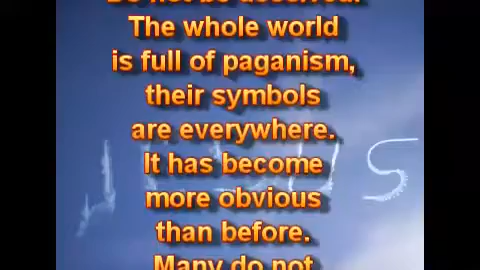 Do not be deceived.
The whole world
is full of paganism,
their symbols
are everywhere.
It has become
more obvious
than before.
Many do not
JESUS